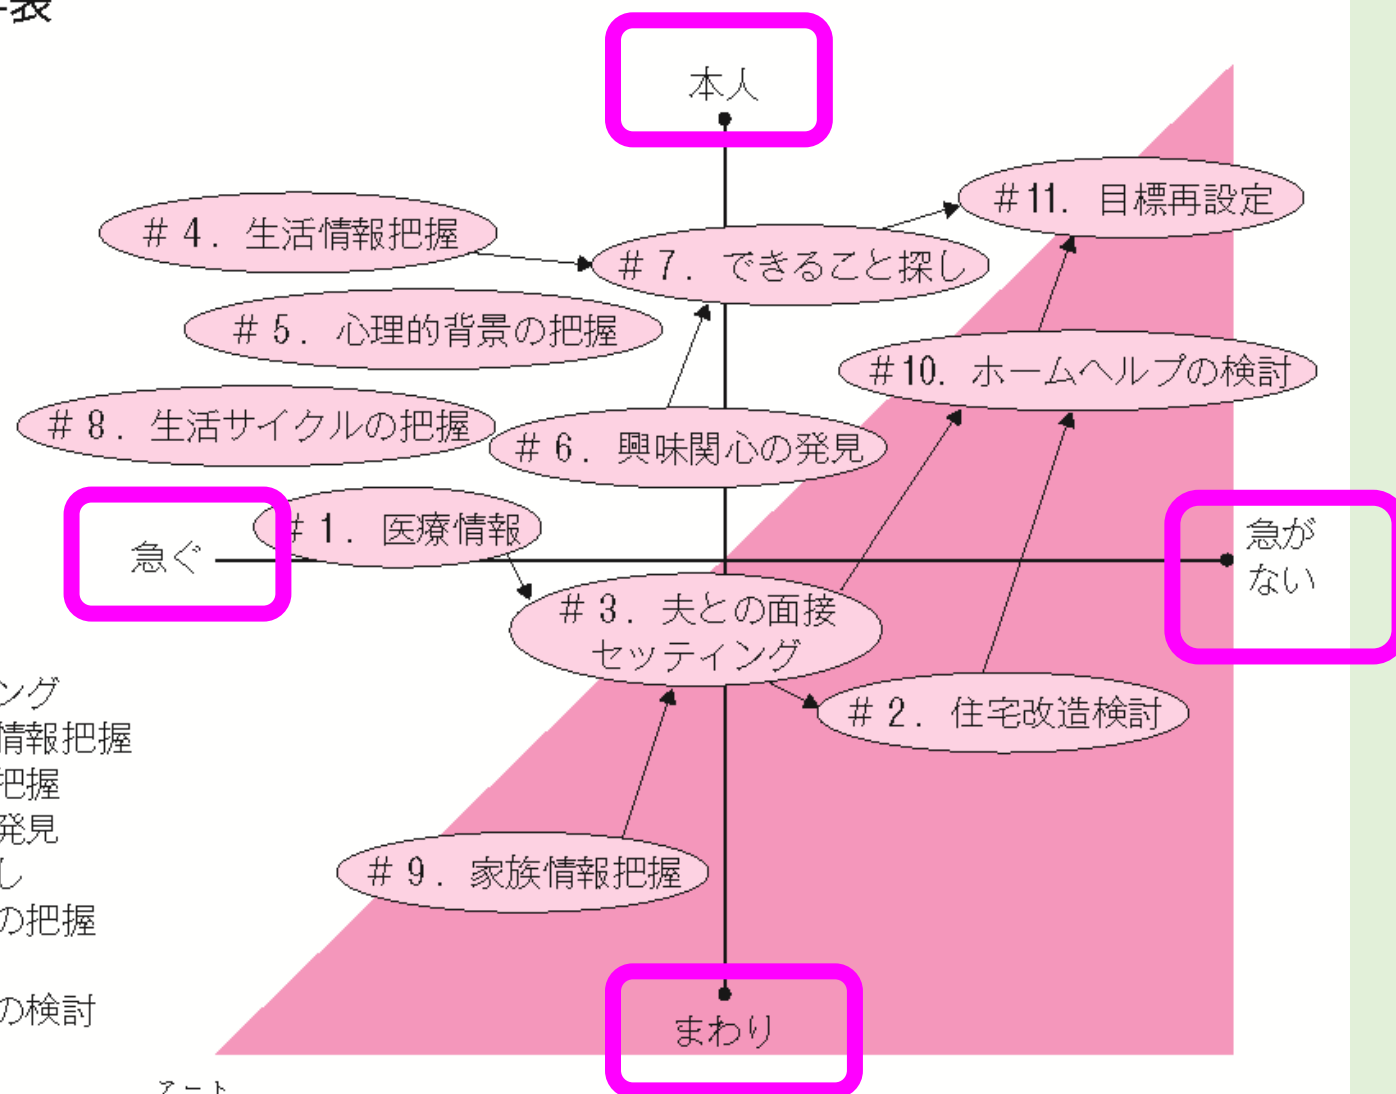 表
本人
#11. 目標再設定
# 4. 生活情報把握
# 7. できること探し
# 5. 心理的背景の把握
#10. ホームヘルプの検討
# 8. 生活サイクルの把握
# 6. 興味関心の発見
# 1. 医療情報
急ぐ
急が
ない
# 3. 夫との面接
セッティング
# 2. 住宅改造検討
# 9. 家族情報把握
まわり
ング
情報把握
把握
発見
し
の把握
の検討